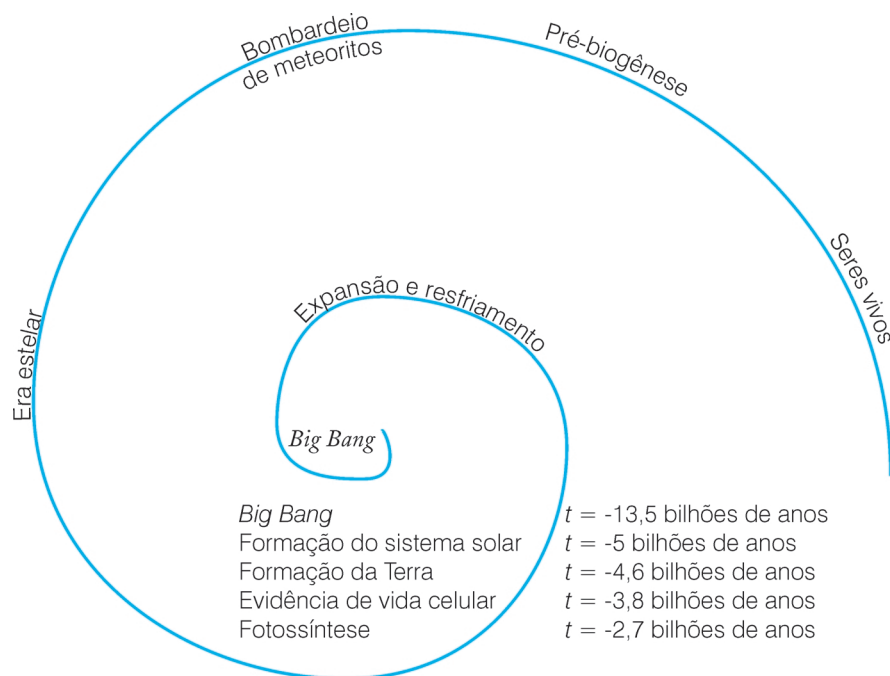 Bombardeio
de meteoritos
Pré-biogênese
Seres vivos
Expansão e resfriamento
Era estelar
Big Bang
Big Bang t = -13,5 bilhões de anos
Formação do sistema solar t = -5 bilhões de anos
Formação da Terra t = -4,6 bilhões de anos
Evidência de vida celular t = -3,8 bilhões de anos
Fotossíntese t = -2,7 bilhões de anos